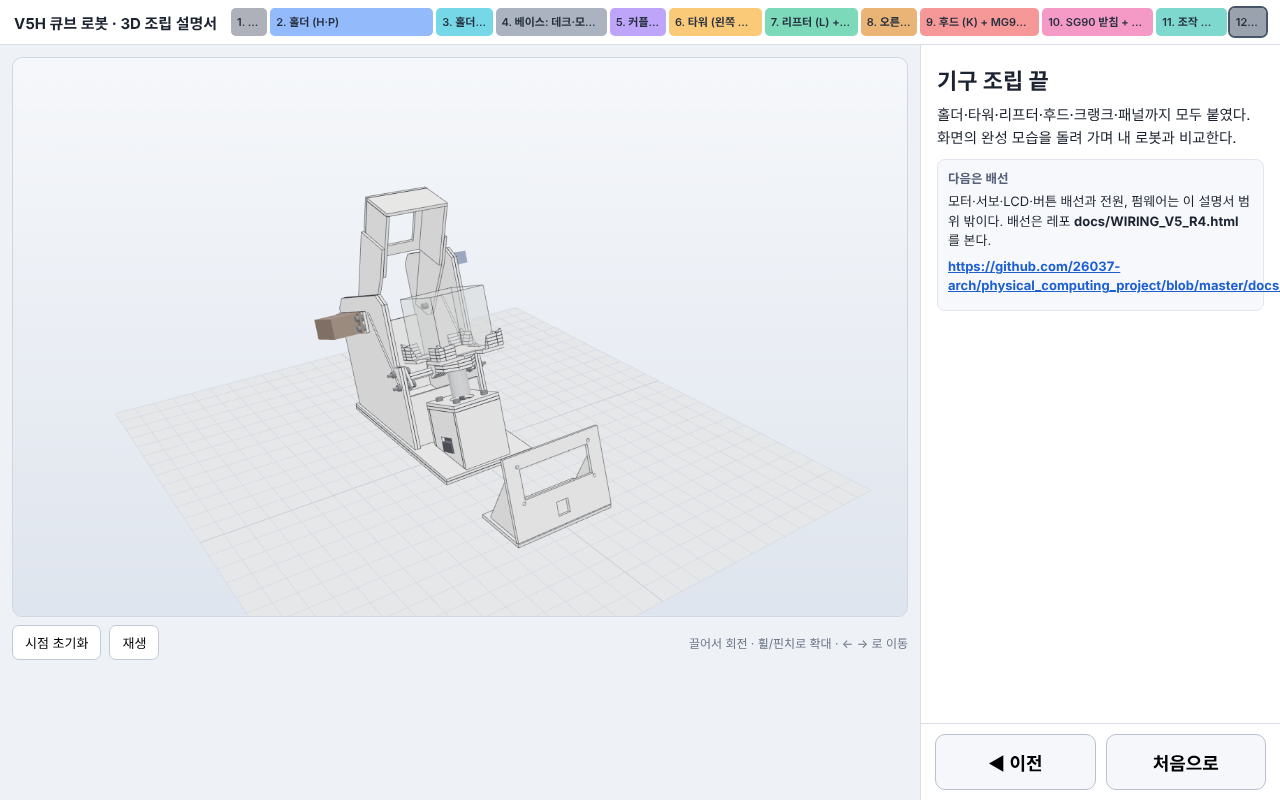 V5H 큐브 로봇 · 3D 조립 설명서
1. ...
2. 홀더 (H·P)
3. 홀더...
4. 베이스: 데크·모...
5. 커플...
6. 타워 (왼쪽 ...
7. 리프터 (L) +...
8. 오른...
9. 후드 (K) + MG9...
10. SG90 받침 + ...
11. 조작 ...
12...
기구 조립 끝
홀더·타워·리프터·후드·크랭크·패널까지 모두 붙였다.
화면의 완성 모습을 돌려 가며 내 로봇과 비교한다.
다음은 배선
모터·서보·LCD·버튼 배선과 전원, 펌웨어는 이 설명서 범
위 밖이다. 배선은 레포 docs/WIRING_V5_R4.html
를 본다.
https://github.com/26037-
arch/physical_computing_project/blob/master/docs
시점 초기화
재생
끌어서 회전 · 휠/핀치로 확대 · ← → 로 이동
◀ 이전
처음으로